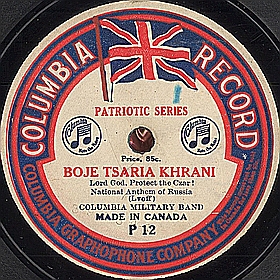 COLUMBIA RECORD
PATRIOTIC SERIES
Price, 85c.
BOJE TSARIA KHRANI
Lord God, Protect the Czar!
National Anthem of Russia
(Lvoff)
COLUMBIA MILITARY BAND
MADE IN CANADA
P 12
COLUMBIA GRAPHOPHONE COMPANY